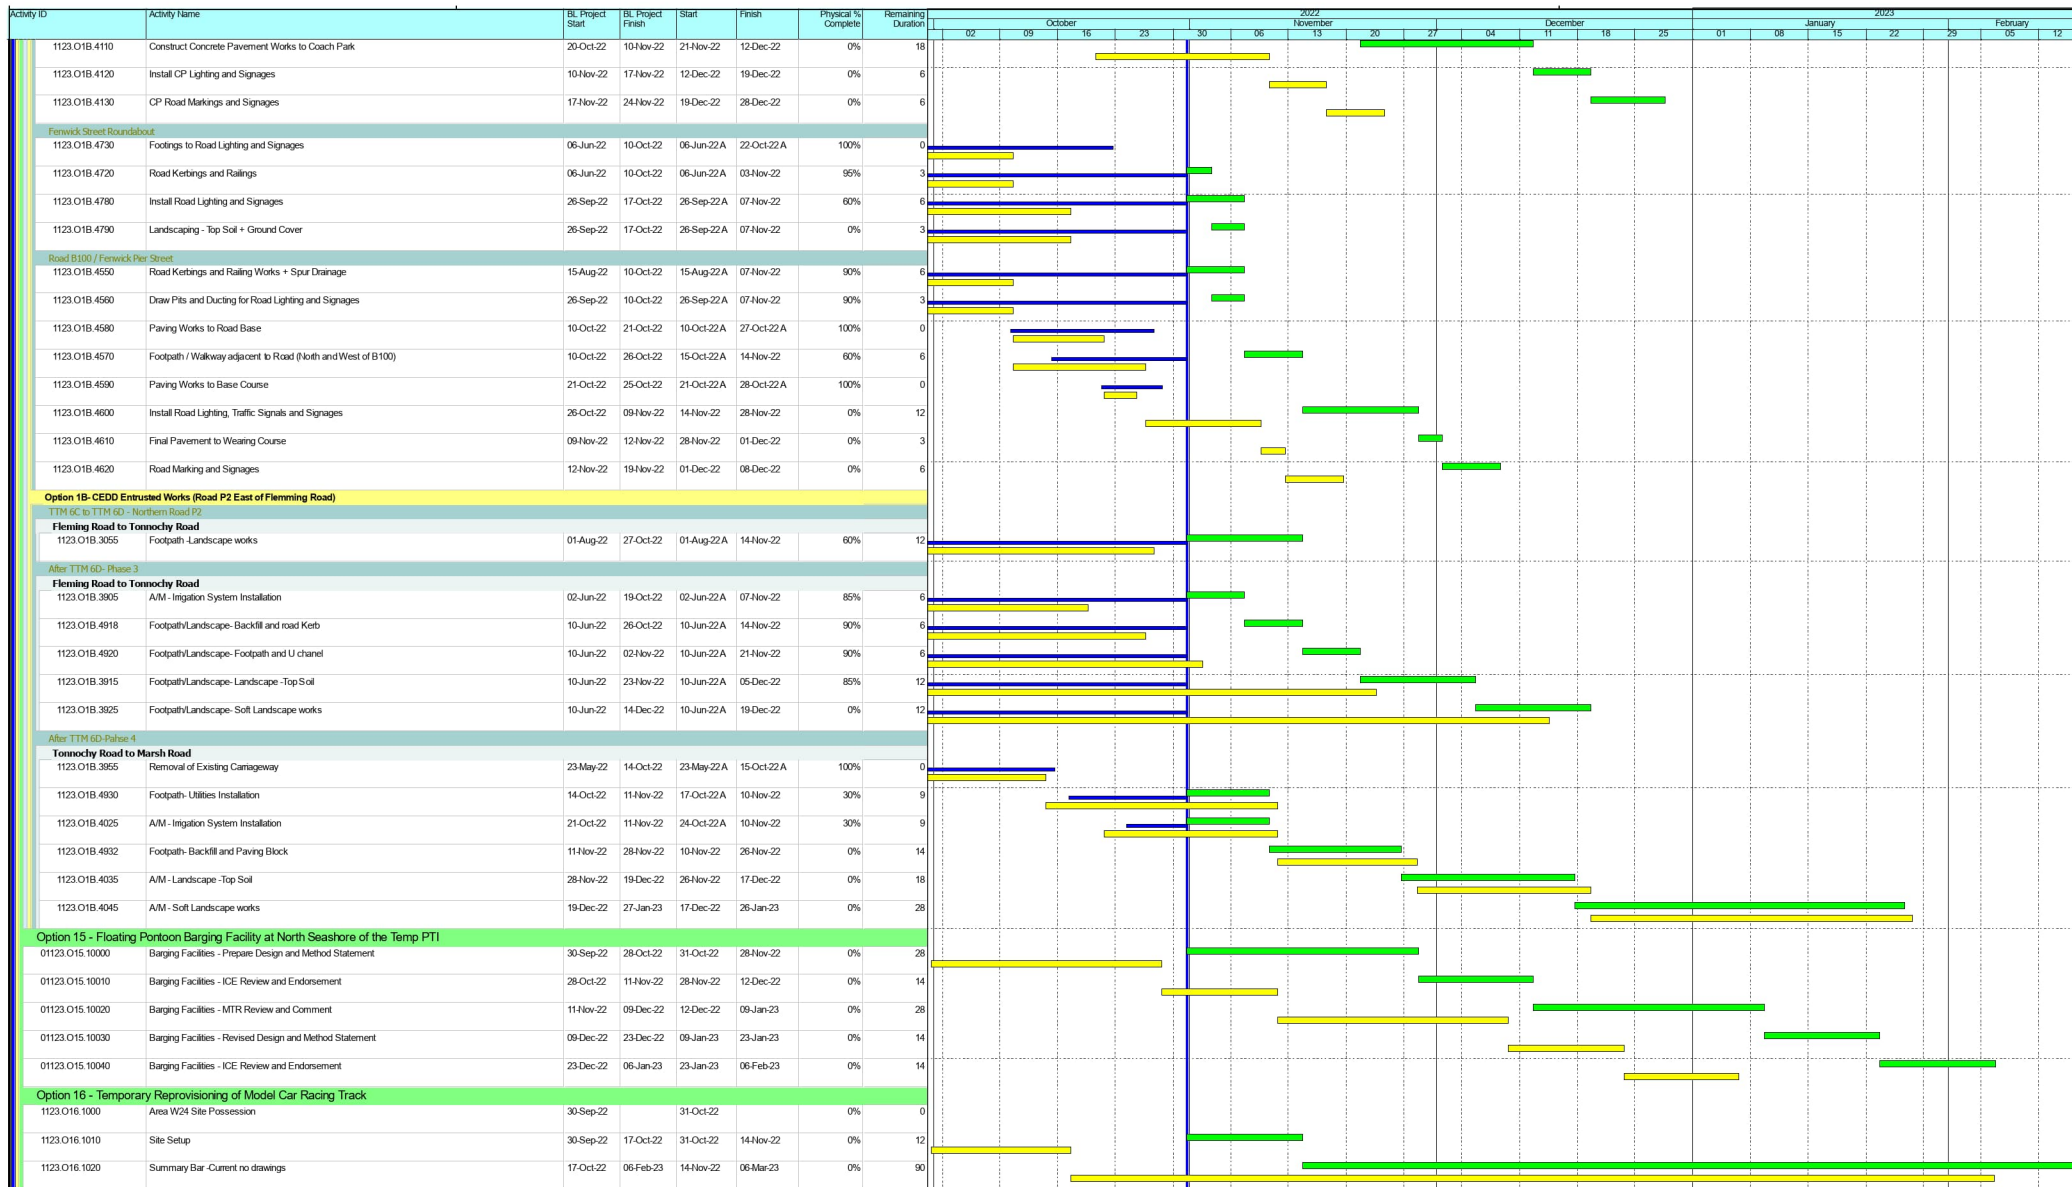 Activity ID Activity Name BL Project Start BL Project Finish Start Finish Physical % Complete Remaining Duration
2022 2023
October November December January February
02 09 16 23 30 06 13 20 27 04 11 18 25 01 08 15 22 29 05 12
1123.O1B.4110 Construct Concrete Pavement Works to Coach Park 20-Oct-22 10-Nov-22 21-Nov-22 12-Dec-22 0% 18
1123.O1B.4120 Install CP Lighting and Signages 10-Nov-22 17-Nov-22 12-Dec-22 19-Dec-22 0% 6
1123.O1B.4130 CP Road Markings and Signages 17-Nov-22 24-Nov-22 19-Dec-22 28-Dec-22 0% 6
Fenwick Street Roundabout
1123.O1B.4730 Footings to Road Lighting and Signages 06-Jun-22 10-Oct-22 06-Jun-22 A 22-Oct-22 A 100% 0
1123.O1B.4720 Road Kerbings and Railings 06-Jun-22 10-Oct-22 06-Jun-22 A 03-Nov-22 95% 3
1123.O1B.4780 Install Road Lighting and Signages 26-Sep-22 17-Oct-22 26-Sep-22 A 07-Nov-22 60% 6
1123.O1B.4790 Landscaping - Top Soil + Ground Cover 26-Sep-22 17-Oct-22 26-Sep-22 A 07-Nov-22 0% 3
Road B100 / Fenwick Pier Street
1123.O1B.4550 Road Kerbings and Railing Works + Spur Drainage 15-Aug-22 10-Oct-22 15-Aug-22 A 07-Nov-22 90% 6
1123.O1B.4560 Draw Pits and Ducting for Road Lighting and Signages 26-Sep-22 10-Oct-22 26-Sep-22 A 07-Nov-22 90% 3
1123.O1B.4580 Paving Works to Road Base 10-Oct-22 21-Oct-22 10-Oct-22 A 27-Oct-22 A 100% 0
1123.O1B.4570 Footpath / Walkway adjacent to Road (North and West of B100) 10-Oct-22 26-Oct-22 15-Oct-22 A 14-Nov-22 60% 6
1123.O1B.4590 Paving Works to Base Course 21-Oct-22 25-Oct-22 21-Oct-22 A 28-Oct-22 A 100% 0
1123.O1B.4600 Install Road Lighting, Traffic Signals and Signages 26-Oct-22 09-Nov-22 14-Nov-22 28-Nov-22 0% 12
1123.O1B.4610 Final Pavement to Wearing Course 09-Nov-22 12-Nov-22 28-Nov-22 01-Dec-22 0% 3
1123.O1B.4620 Road Marking and Signages 12-Nov-22 19-Nov-22 01-Dec-22 08-Dec-22 0% 6
Option 1B- CEDD Entrusted Works (Road P2 East of Flemming Road)
TTM 6C to TTM 6D - Northern Road P2
Fleming Road to Tonnochy Road
1123.O1B.3055 Footpath -Landscape works 01-Aug-22 27-Oct-22 01-Aug-22 A 14-Nov-22 60% 12
After TTM 6D- Phase 3
Fleming Road to Tonnochy Road
1123.O1B.3905 A/M - Irrigation System Installation 02-Jun-22 19-Oct-22 02-Jun-22 A 07-Nov-22 85% 6
1123.O1B.4918 Footpath/Landscape- Backfill and road Kerb 10-Jun-22 26-Oct-22 10-Jun-22 A 14-Nov-22 90% 6
1123.O1B.4920 Footpath/Landscape- Footpath and U chanel 10-Jun-22 02-Nov-22 10-Jun-22 A 21-Nov-22 90% 6
1123.O1B.3915 Footpath/Landscape- Landscape -Top Soil 10-Jun-22 23-Nov-22 10-Jun-22 A 05-Dec-22 85% 12
1123.O1B.3925 Footpath/Landscape- Soft Landscape works 10-Jun-22 14-Dec-22 10-Jun-22 A 19-Dec-22 0% 12
After TTM 6D-Pahse 4
Tonnochy Road to Marsh Road
1123.O1B.3955 Removal of Existing Carriageway 23-May-22 14-Oct-22 23-May-22 A 15-Oct-22 A 100% 0
1123.O1B.4930 Footpath- Utilities Installation 14-Oct-22 11-Nov-22 17-Oct-22 A 10-Nov-22 30% 9
1123.O1B.4025 A/M - Irrigation System Installation 21-Oct-22 11-Nov-22 24-Oct-22 A 10-Nov-22 30% 9
1123.O1B.4932 Footpath- Backfill and Paving Block 11-Nov-22 28-Nov-22 10-Nov-22 26-Nov-22 0% 14
1123.O1B.4035 A/M - Landscape -Top Soil 28-Nov-22 19-Dec-22 26-Nov-22 17-Dec-22 0% 18
1123.O1B.4045 A/M - Soft Landscape works 19-Dec-22 27-Jan-23 17-Dec-22 26-Jan-23 0% 28
Option 15 - Floating Pontoon Barging Facility at North Seashore of the Temp PTI
01123.O15.10000 Barging Facilities - Prepare Design and Method Statement 30-Sep-22 28-Oct-22 31-Oct-22 28-Nov-22 0% 28
01123.O15.10010 Barging Facilities - ICE Review and Endorsement 28-Oct-22 11-Nov-22 28-Nov-22 12-Dec-22 0% 14
01123.O15.10020 Barging Facilities - MTR Review and Comment 11-Nov-22 09-Dec-22 12-Dec-22 09-Jan-23 0% 28
01123.O15.10030 Barging Facilities - Revised Design and Method Statement 09-Dec-22 23-Dec-22 09-Jan-23 23-Jan-23 0% 14
01123.O15.10040 Barging Facilities - ICE Review and Endorsement 23-Dec-22 06-Jan-23 23-Jan-23 06-Feb-23 0% 14
Option 16 - Temporary Reprovisioning of Model Car Racing Track
1123.O16.1000 Area W24 Site Possession 30-Sep-22 31-Oct-22 0% 0
1123.O16.1010 Site Setup 30-Sep-22 17-Oct-22 31-Oct-22 14-Nov-22 0% 12
1123.O16.1020 Summary Bar -Current no drawings 17-Oct-22 06-Feb-23 14-Nov-22 06-Mar-23 0% 90